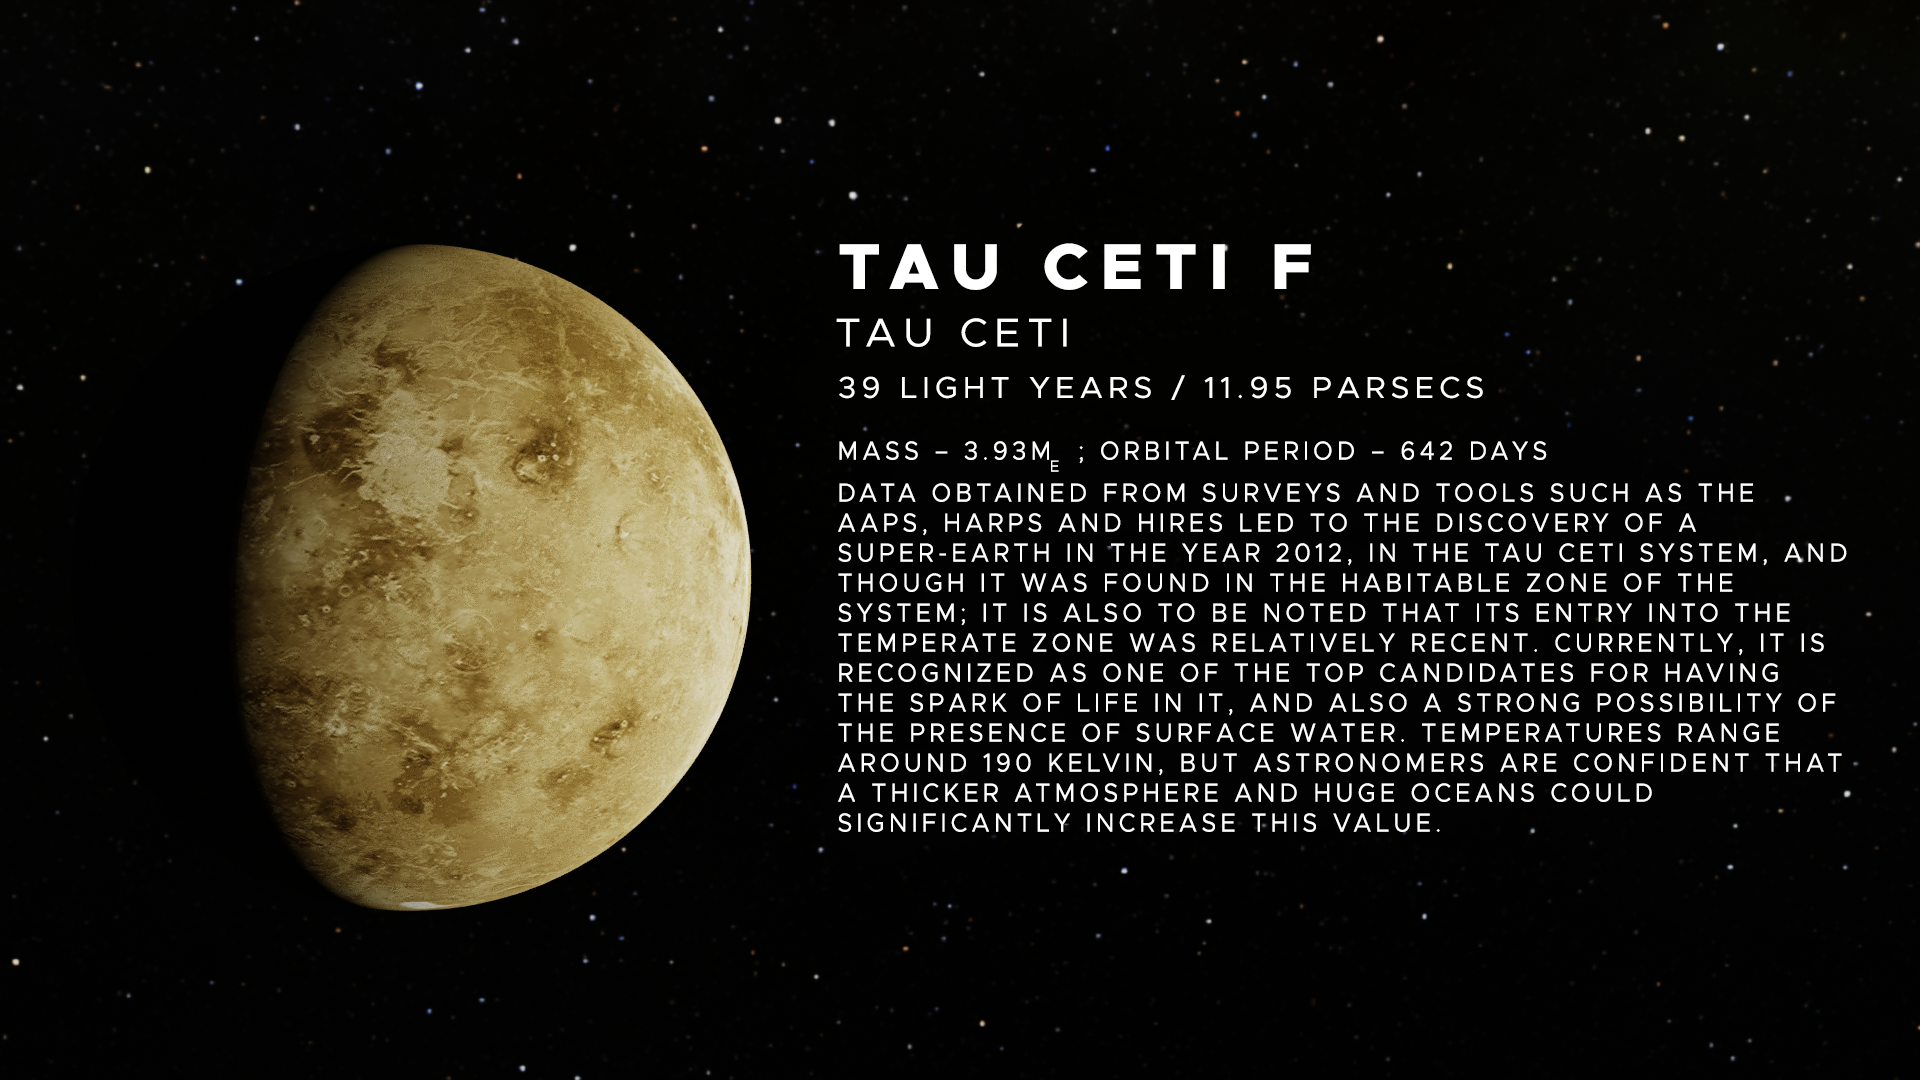 TAU CETI F
TAU CETI
39 LIGHT YEARS / 11.95 PARSECS
MASS – 3.93M_E ; ORBITAL PERIOD – 642 DAYS
DATA OBTAINED FROM SURVEYS AND TOOLS SUCH AS THE
AAPS, HARPS AND HIRES LED TO THE DISCOVERY OF A
SUPER-EARTH IN THE YEAR 2012, IN THE TAU CETI SYSTEM, AND
THOUGH IT WAS FOUND IN THE HABITABLE ZONE OF THE
SYSTEM; IT IS ALSO TO BE NOTED THAT ITS ENTRY INTO THE
TEMPERATE ZONE WAS RELATIVELY RECENT. CURRENTLY, IT IS
RECOGNIZED AS ONE OF THE TOP CANDIDATES FOR HAVING
THE SPARK OF LIFE IN IT, AND ALSO A STRONG POSSIBILITY OF
THE PRESENCE OF SURFACE WATER. TEMPERATURES RANGE
AROUND 190 KELVIN, BUT ASTRONOMERS ARE CONFIDENT THAT
A THICKER ATMOSPHERE AND HUGE OCEANS COULD
SIGNIFICANTLY INCREASE THIS VALUE.